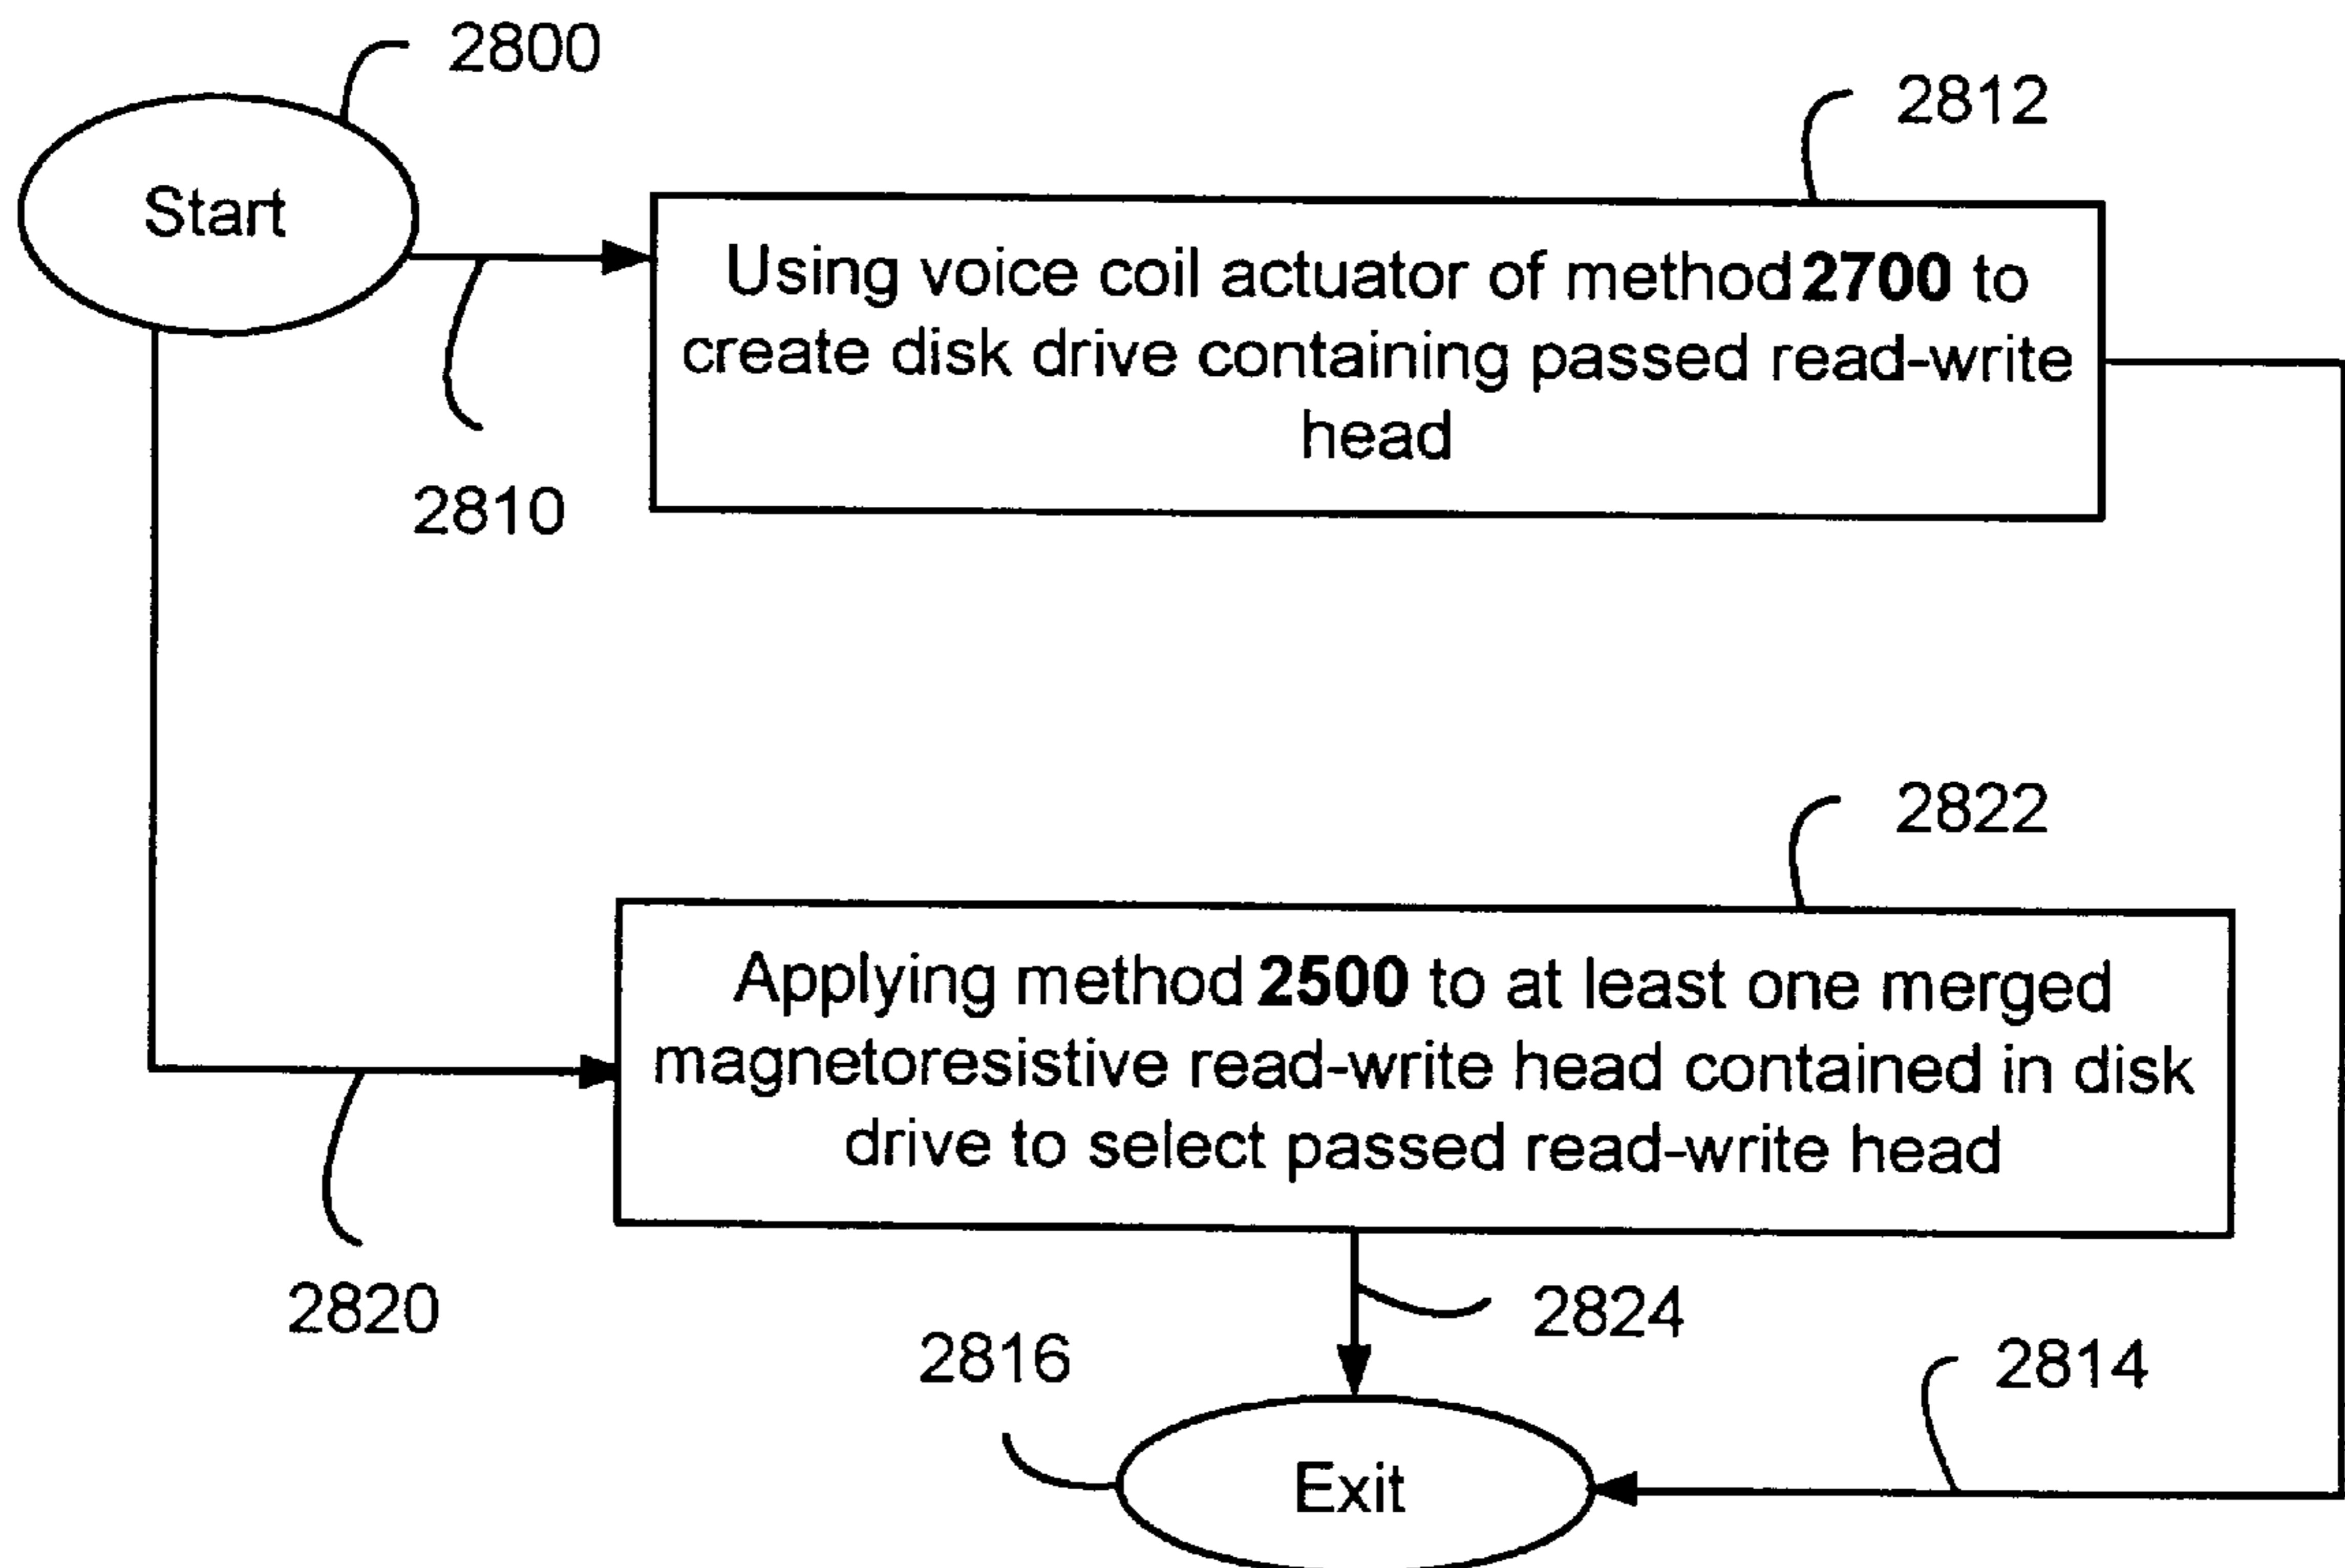 2800
Start
2812
Using voice coil actuator of method 2700 to
create disk drive containing passed read-write
head
2810
2822
Applying method 2500 to at least one merged
magnetoresistive read-write head contained in disk
drive to select passed read-write head
2820
2824
2816
2814
Exit